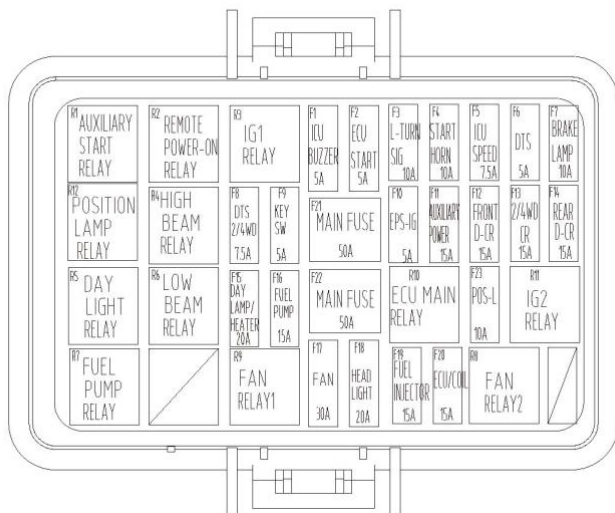 R1
AUXILIARY
START
RELAY
R2
REMOTE
POWER-ON
RELAY
R3
IG1
RELAY
F1
ICU
BUZZER
5A
F2
ECU
START
5A
F3
L-TURN
SIG
10A
F4
START
HORN
10A
F5
ICU
SPEED
7.5A
F6
DTS
5A
F7
BRAKE
LAMP
10A
R12
POSITION
LAMP
RELAY
R4
HIGH
BEAM
RELAY
F8
DTS
2/4WD
7.5A
F9
KEY
SW
5A
F21
MAIN FUSE
50A
F10
EPS-IG
5A
F11
AUXILIARY
POWER
15A
F12
FRONT
D-CR
15A
F13
2/4WD
CR
15A
F14
REAR
D-CR
15A
R5
DAY
LIGHT
RELAY
R6
LOW
BEAM
RELAY
F15
DAY
LAMP/
HEATER
20A
F16
FUEL
PUMP
15A
F22
MAIN FUSE
50A
R10
ECU MAIN
RELAY
F23
POS-L
10A
R11
IG2
RELAY
R7
FUEL
PUMP
RELAY
R9
FAN
RELAY1
F17
FAN
30A
F18
HEAD
LIGHT
20A
F19
FUEL
INJECTOR
15A
F20
ECU/COIL
15A
R8
FAN
RELAY2